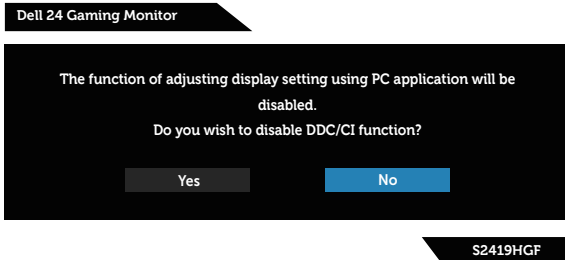 Dell 24 Gaming Monitor
The function of adjusting display setting using PC application will be
disabled.
Do you wish to disable DDC/CI function?
Yes
No
S2419HGF